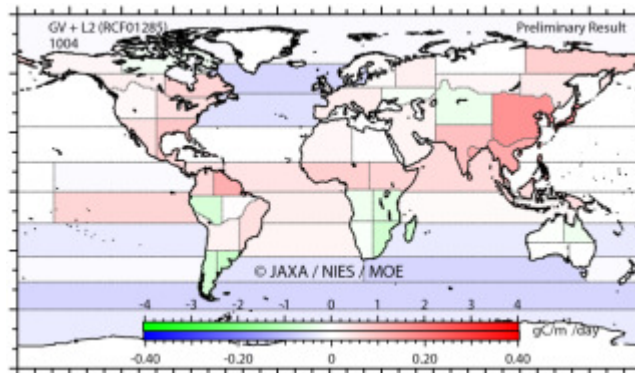 GV + L2 (RCF01285) Preliminary Result
1004
© JAXA / NIES / MOE
-4 -3 -2 -1 0 1 2 3 4
gC/m /day
-0.40 -0.20 0 0.20 0.40